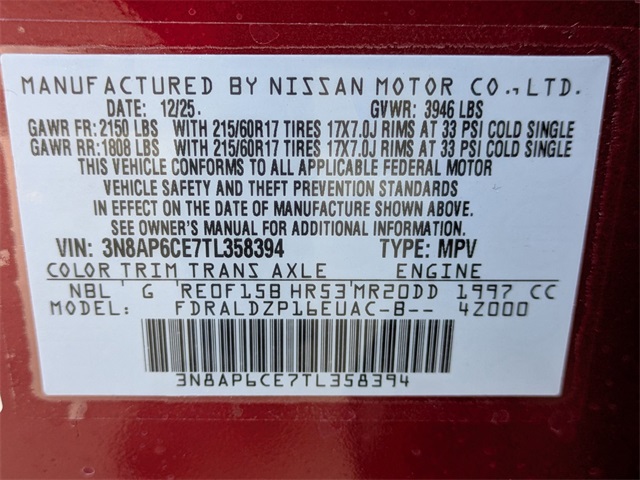 MANUFACTURED BY NISSAN MOTOR CO., LTD.
DATE: 12/25. GVWR: 3946 LBS
GAWR FR: 2150 LBS WITH 215/60R17 TIRES 17X7.0J RIMS AT 33 PSI COLD SINGLE
GAWR RR: 1808 LBS WITH 215/60R17 TIRES 17X7.0J RIMS AT 33 PSI COLD SINGLE
THIS VEHICLE CONFORMS TO ALL APPLICABLE FEDERAL MOTOR
VEHICLE SAFETY AND THEFT PREVENTION STANDARDS
IN EFFECT ON THE DATE OF MANUFACTURE SHOWN ABOVE.
SEE OWNER'S MANUAL FOR ADDITIONAL INFORMATION.
VIN: 3N8AP6CE7TL358394 TYPE: MPV
COLOR TRIM TRANS AXLE ENGINE
NBL ' G 'RE0F15B HR53'MR20DD 1997 CC
MODEL: FDRALDZP16EUAC-B-- 4Z000
3N8AP6CE7TL358394